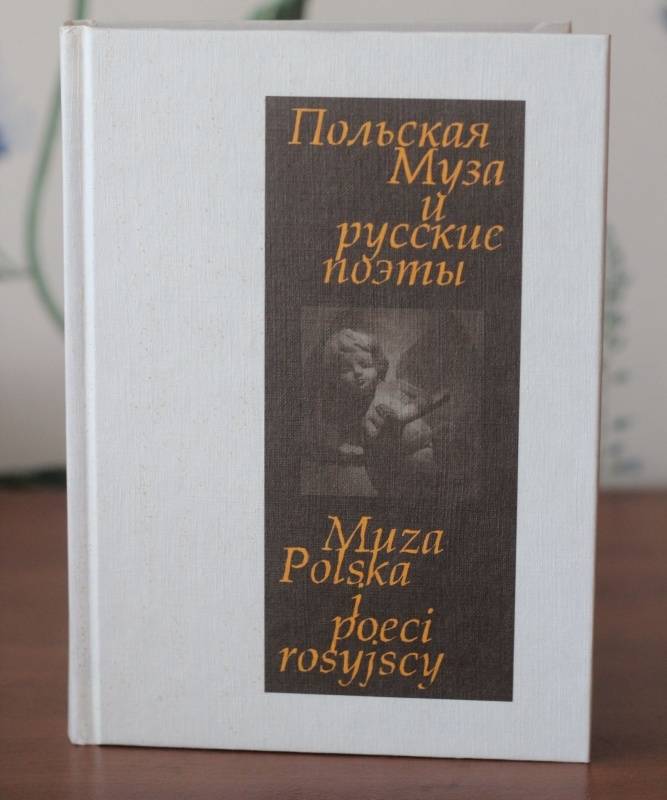 Польская
Муза
и
русские
поэты
Muza
Polska
i
poeci
rosyjscy